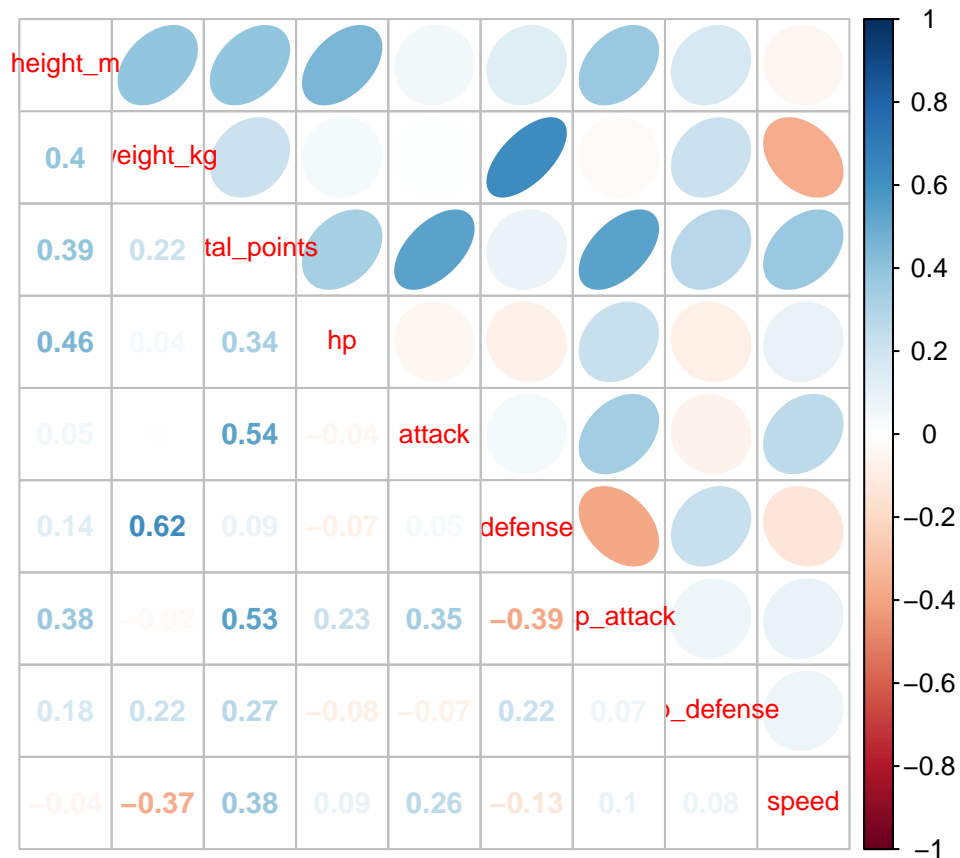 height_m
0.4 eight_kg
0.39 0.22 tal_points
0.46 0.04 0.34 hp
0.05 0 0.54 −0.04 attack
0.14 0.62 0.09 −0.07 0.05 defense
0.38 −0.02 0.53 0.23 0.35 −0.39 p_attack
0.18 0.22 0.27 −0.08 −0.07 0.22 0.07 _defense
−0.04 −0.37 0.38 0.09 0.26 −0.13 0.1 0.08 speed
1
0.8
0.6
0.4
0.2
0
−0.2
−0.4
−0.6
−0.8
−1